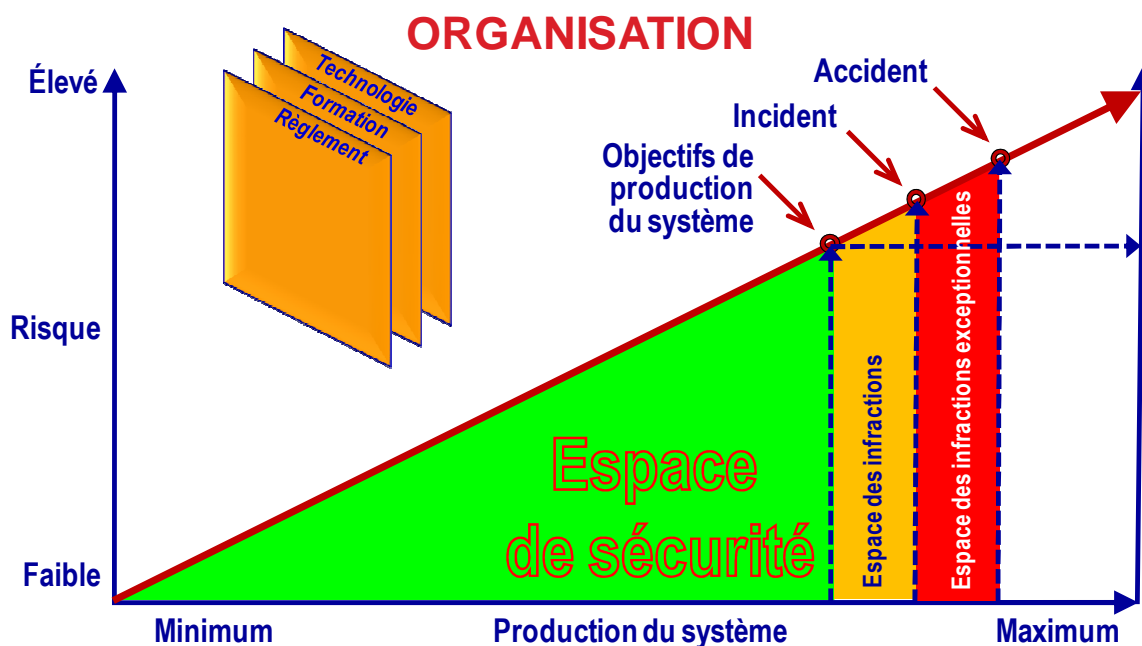 ORGANISATION
Élevé
Technologie
Formation
Règlement
Accident
Incident
Objectifs de
production
du système
Risque
Espace des infractions
Espace des infractions exceptionnelles
Espace
de sécurité
Faible
Minimum
Production du système
Maximum